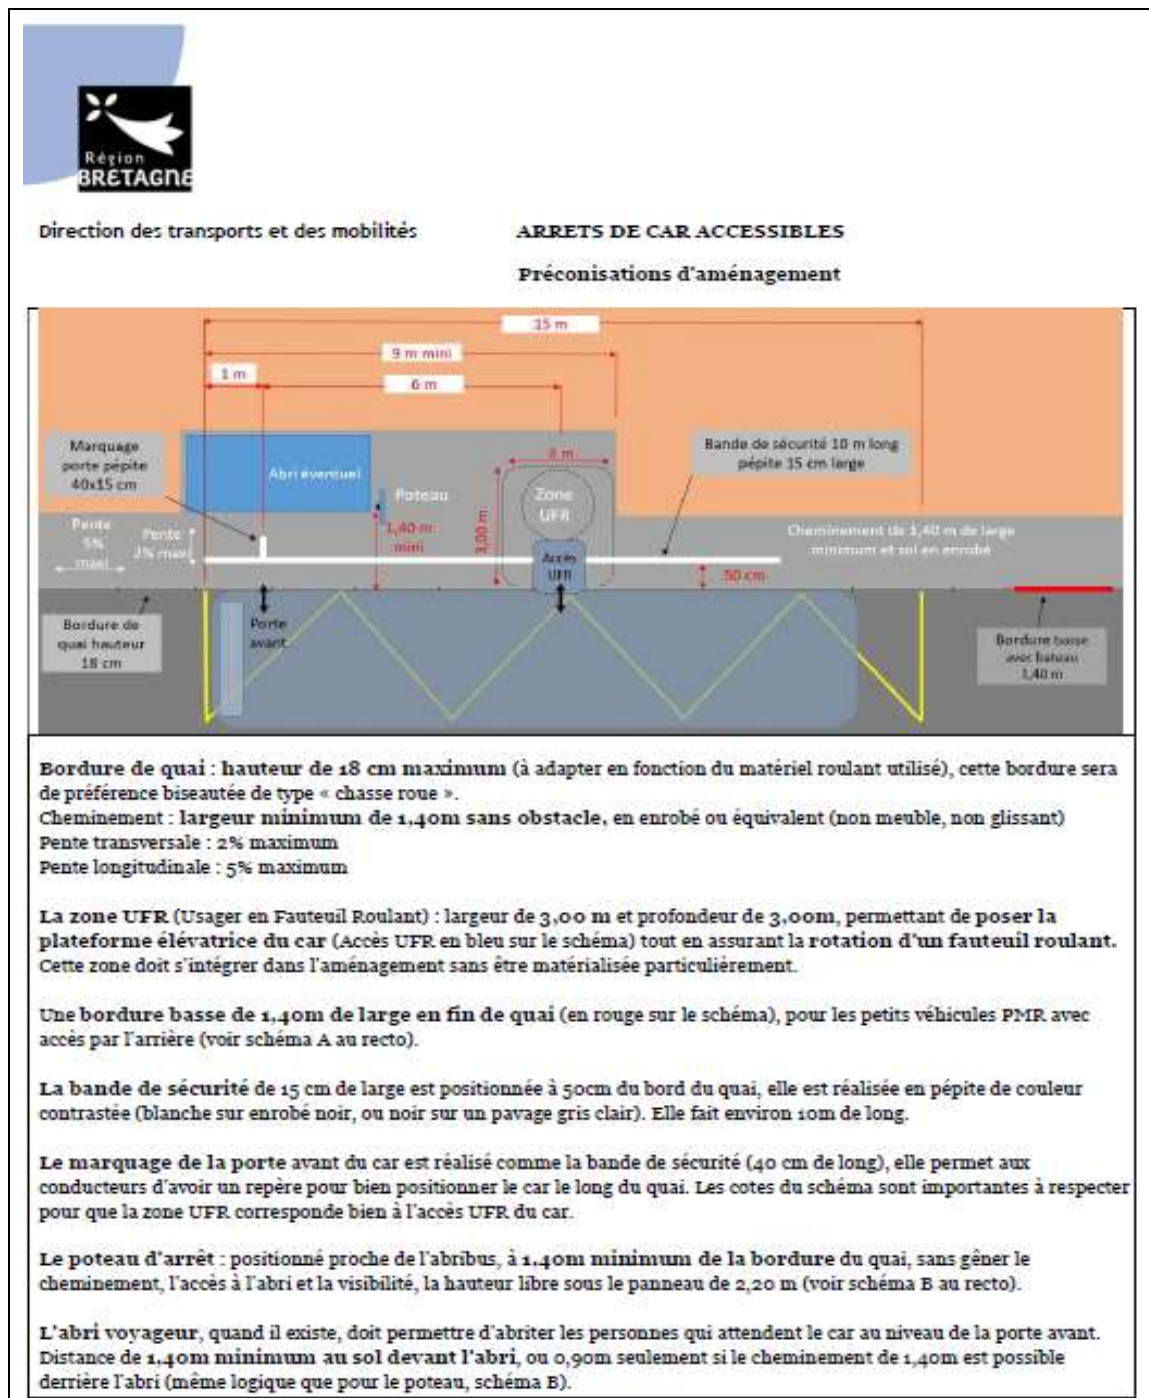 Région
BRETAGNE
Direction des transports et des mobilités
ARRETS DE CAR ACCESSIBLES
Préconisations d'aménagement
15 m
9 m mini
1 m
6 m
Marquage
porte pépite
40x15 cm
Abri éventuel
Poteau
3 m
Zone
UFR
Bande de sécurité 10 m long
pépite 15 cm large
Pente
5%
maxi
Pente
2% maxi
1,40 m
mini
3,00 m
Accès
UFR
50 cm
Cheminement de 1,40 m de large
minimum et sol en enrobé
Bordure de
quai hauteur
18 cm
Porte
avant
Bordure basse
avec bateau
1,40 m
Bordure de quai : hauteur de 18 cm maximum (à adapter en fonction du matériel roulant utilisé), cette bordure sera
de préférence biseautée de type « chasse roue ».
Cheminement : largeur minimum de 1,40m sans obstacle, en enrobé ou équivalent (non meuble, non glissant)
Pente transversale : 2% maximum
Pente longitudinale : 5% maximum
La zone UFR (Usager en Fauteuil Roulant) : largeur de 3,00 m et profondeur de 3,00m, permettant de poser la
plateforme élévatrice du car (Accès UFR en bleu sur le schéma) tout en assurant la rotation d'un fauteuil roulant.
Cette zone doit s'intégrer dans l'aménagement sans être matérialisée particulièrement.
Une bordure basse de 1,40m de large en fin de quai (en rouge sur le schéma), pour les petits véhicules PMR avec
accès par l'arrière (voir schéma A au recto).
La bande de sécurité de 15 cm de large est positionnée à 50cm du bord du quai, elle est réalisée en pépite de couleur
contrastée (blanche sur enrobé noir, ou noir sur un pavage gris clair). Elle fait environ 10m de long.
Le marquage de la porte avant du car est réalisé comme la bande de sécurité (40 cm de long), elle permet aux
conducteurs d'avoir un repère pour bien positionner le car le long du quai. Les cotes du schéma sont importantes à respecter
pour que la zone UFR corresponde bien à l'accès UFR du car.
Le poteau d'arrêt : positionné proche de l'abribus, à 1,40m minimum de la bordure du quai, sans gêner le
cheminement, l'accès à l'abri et la visibilité, la hauteur libre sous le panneau de 2,20 m (voir schéma B au recto).
L'abri voyageur, quand il existe, doit permettre d'abriter les personnes qui attendent le car au niveau de la porte avant.
Distance de 1,40m minimum au sol devant l'abri, ou 0,90m seulement si le cheminement de 1,40m est possible
derrière l'abri (même logique que pour le poteau, schéma B).